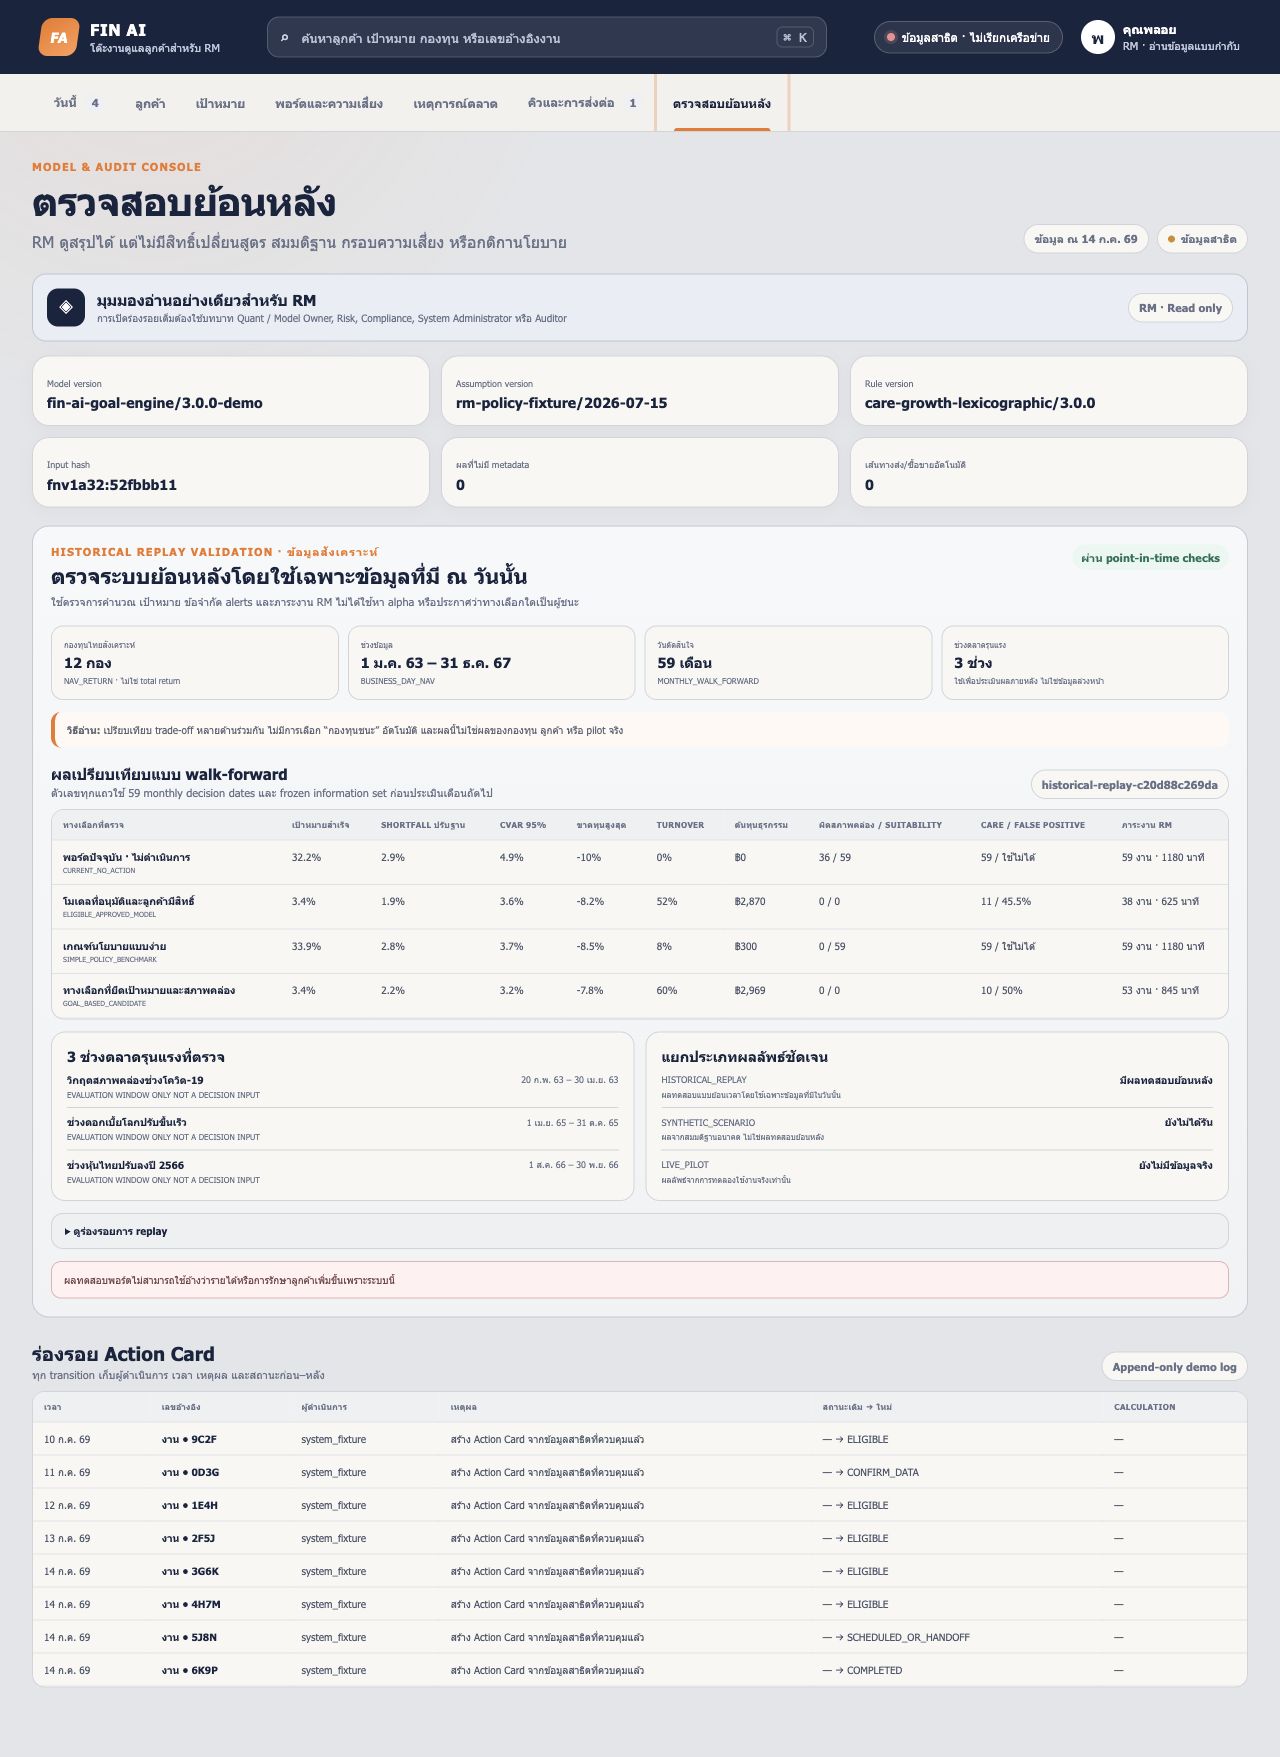 FA
FIN AI
โต๊ะงานดูแลลูกค้าสำหรับ RM
ค้นหาลูกค้า เป้าหมาย กองทุน หรือเลขอ้างอิงงาน
⌘ K
ข้อมูลสาธิต · ไม่เรียกเครือข่าย
พ
คุณพลอย
RM · อ่านข้อมูลแบบกำกับ
วันนี้ 4
ลูกค้า
เป้าหมาย
พอร์ตและความเสี่ยง
เหตุการณ์ตลาด
คิวและการส่งต่อ 1
ตรวจสอบย้อนหลัง
MODEL & AUDIT CONSOLE
ตรวจสอบย้อนหลัง
RM ดูสรุปได้ แต่ไม่มีสิทธิ์เปลี่ยนสูตร สมมติฐาน กรอบความเสี่ยง หรือกติกานโยบาย
ข้อมูล ณ 14 ก.ค. 69
ข้อมูลสาธิต
มุมมองอ่านอย่างเดียวสำหรับ RM
การเปิดร่องรอยเต็มต้องใช้บทบาท Quant / Model Owner, Risk, Compliance, System Administrator หรือ Auditor
RM · Read only
Model version
fin-ai-goal-engine/3.0.0-demo
Assumption version
rm-policy-fixture/2026-07-15
Rule version
care-growth-lexicographic/3.0.0
Input hash
fnv1a32:52fbbb11
ผลที่ไม่มี metadata
0
เส้นทางส่ง/ซื้อขายอัตโนมัติ
0
HISTORICAL REPLAY VALIDATION · ข้อมูลสังเคราะห์
ตรวจระบบย้อนหลังโดยใช้เฉพาะข้อมูลที่มี ณ วันนั้น
ใช้ตรวจการคำนวณ เป้าหมาย ข้อจำกัด alerts และภาระงาน RM ไม่ได้ใช้หา alpha หรือประกาศว่าทางเลือกใดเป็นผู้ชนะ
ผ่าน point-in-time checks
กองทุนไทยสังเคราะห์
12 กอง
NAV_RETURN · ไม่ใช่ total return
ช่วงข้อมูล
1 ม.ค. 63 – 31 ธ.ค. 67
BUSINESS_DAY_NAV
วันตัดสินใจ
59 เดือน
MONTHLY_WALK_FORWARD
ช่วงตลาดรุนแรง
3 ช่วง
ใช้เพื่อประเมินผลภายหลัง ไม่ใช่ข้อมูลล่วงหน้า
วิธีอ่าน: เปรียบเทียบ trade-off หลายด้านร่วมกัน ไม่มีการเลือก “กองทุนชนะ” อัตโนมัติ และผลนี้ไม่ใช่ผลของกองทุน ลูกค้า หรือ pilot จริง
ผลเปรียบเทียบแบบ walk-forward
ตัวเลขทุกแถวใช้ 59 monthly decision dates และ frozen information set ก่อนประเมินเดือนถัดไป
historical-replay-c20d88c269da
ทางเลือกที่ตรวจ เป้าหมายสำเร็จ SHORTFALL ปรับฐาน CVAR 95% ขาดทุนสูงสุด TURNOVER ต้นทุนธุรกรรม ผิดสภาพคล่อง / SUITABILITY CARE / FALSE POSITIVE ภาระงาน RM
พอร์ตปัจจุบัน · ไม่ดำเนินการ 32.2% 2.9% 4.9% -10% 0% ฿0 36 / 59 59 / ใช้ไม่ได้ 59 งาน · 1180 นาที
CURRENT_NO_ACTION
โมเดลที่อนุมัติและลูกค้ามีสิทธิ์ 3.4% 1.9% 3.6% -8.2% 52% ฿2,870 0 / 0 11 / 45.5% 38 งาน · 625 นาที
ELIGIBLE_APPROVED_MODEL
เกณฑ์นโยบายแบบง่าย 33.9% 2.8% 3.7% -8.5% 8% ฿300 0 / 59 59 / ใช้ไม่ได้ 59 งาน · 1180 นาที
SIMPLE_POLICY_BENCHMARK
ทางเลือกที่ยึดเป้าหมายและสภาพคล่อง 3.4% 2.2% 3.2% -7.8% 60% ฿2,969 0 / 0 10 / 50% 53 งาน · 845 นาที
GOAL_BASED_CANDIDATE
3 ช่วงตลาดรุนแรงที่ตรวจ
วิกฤตสภาพคล่องช่วงโควิด-19 20 ก.พ. 63 – 30 เม.ย. 63
EVALUATION WINDOW ONLY NOT A DECISION INPUT
ช่วงดอกเบี้ยโลกปรับขึ้นเร็ว 1 เม.ย. 65 – 31 ต.ค. 65
EVALUATION WINDOW ONLY NOT A DECISION INPUT
ช่วงหุ้นไทยปรับลงปี 2566 1 ส.ค. 66 – 30 พ.ย. 66
EVALUATION WINDOW ONLY NOT A DECISION INPUT
แยกประเภทผลลัพธ์ชัดเจน
HISTORICAL_REPLAY มีผลทดสอบย้อนหลัง
ผลทดสอบแบบย้อนเวลาโดยใช้เฉพาะข้อมูลที่มีในวันนั้น
SYNTHETIC_SCENARIO ยังไม่ได้รัน
ผลจากสมมติฐานอนาคต ไม่ใช่ผลทดสอบย้อนหลัง
LIVE_PILOT ยังไม่มีข้อมูลจริง
ผลลัพธ์จากการทดลองใช้งานจริงเท่านั้น
▸ ดูร่องรอยการ replay
ผลทดสอบพอร์ตไม่สามารถใช้อ้างว่ารายได้หรือการรักษาลูกค้าเพิ่มขึ้นเพราะระบบนี้
ร่องรอย Action Card
ทุก transition เก็บผู้ดำเนินการ เวลา เหตุผล และสถานะก่อน–หลัง
Append-only demo log
เวลา เลขอ้างอิง ผู้ดำเนินการ เหตุผล สถานะเดิม → ใหม่ CALCULATION
10 ก.ค. 69 งาน • 9C2F system_fixture สร้าง Action Card จากข้อมูลสาธิตที่ควบคุมแล้ว — → ELIGIBLE —
11 ก.ค. 69 งาน • 0D3G system_fixture สร้าง Action Card จากข้อมูลสาธิตที่ควบคุมแล้ว — → CONFIRM_DATA —
12 ก.ค. 69 งาน • 1E4H system_fixture สร้าง Action Card จากข้อมูลสาธิตที่ควบคุมแล้ว — → ELIGIBLE —
13 ก.ค. 69 งาน • 2F5J system_fixture สร้าง Action Card จากข้อมูลสาธิตที่ควบคุมแล้ว — → ELIGIBLE —
14 ก.ค. 69 งาน • 3G6K system_fixture สร้าง Action Card จากข้อมูลสาธิตที่ควบคุมแล้ว — → ELIGIBLE —
14 ก.ค. 69 งาน • 4H7M system_fixture สร้าง Action Card จากข้อมูลสาธิตที่ควบคุมแล้ว — → ELIGIBLE —
14 ก.ค. 69 งาน • 5J8N system_fixture สร้าง Action Card จากข้อมูลสาธิตที่ควบคุมแล้ว — → SCHEDULED_OR_HANDOFF —
14 ก.ค. 69 งาน • 6K9P system_fixture สร้าง Action Card จากข้อมูลสาธิตที่ควบคุมแล้ว — → COMPLETED —